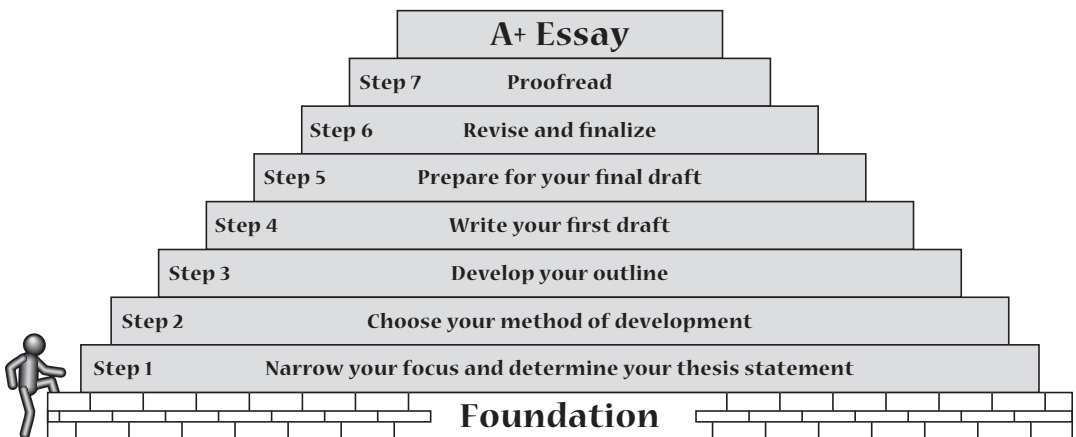 A+ Essay
Step 7 Proofread
Step 6 Revise and finalize
Step 5 Prepare for your final draft
Step 4 Write your first draft
Step 3 Develop your outline
Step 2 Choose your method of development
Step 1 Narrow your focus and determine your thesis statement
Foundation